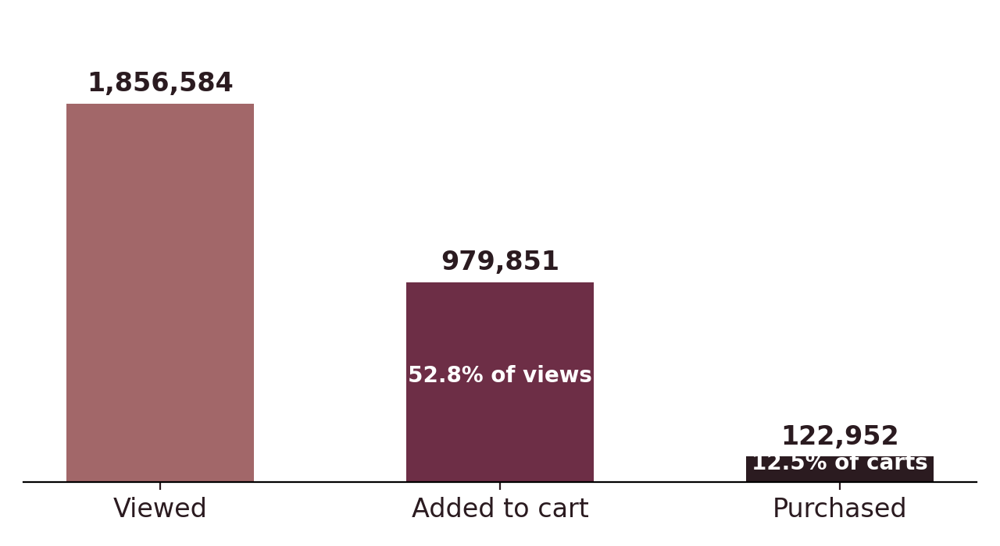 1,856,584
979,851
52.8% of views
122,952
12.5% of carts
Viewed
Added to cart
Purchased